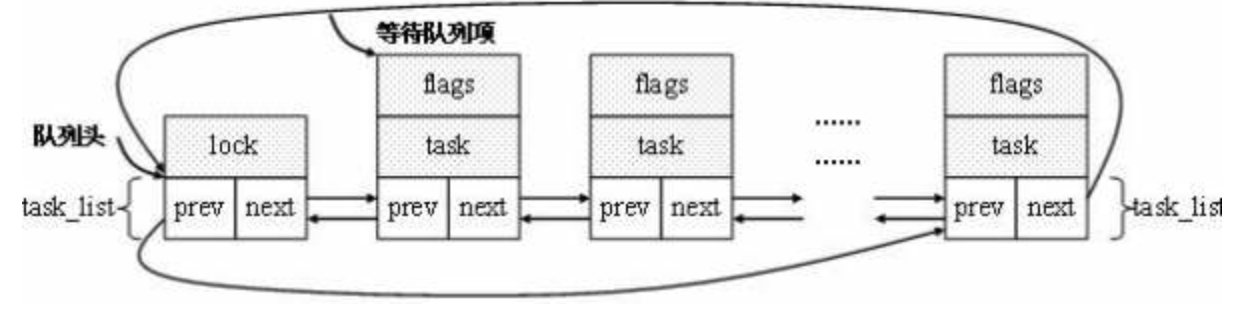 等待队列项
flags flags flags
队列头 lock task task …… task
……
task_list prev next prev next prev next prev next task_list